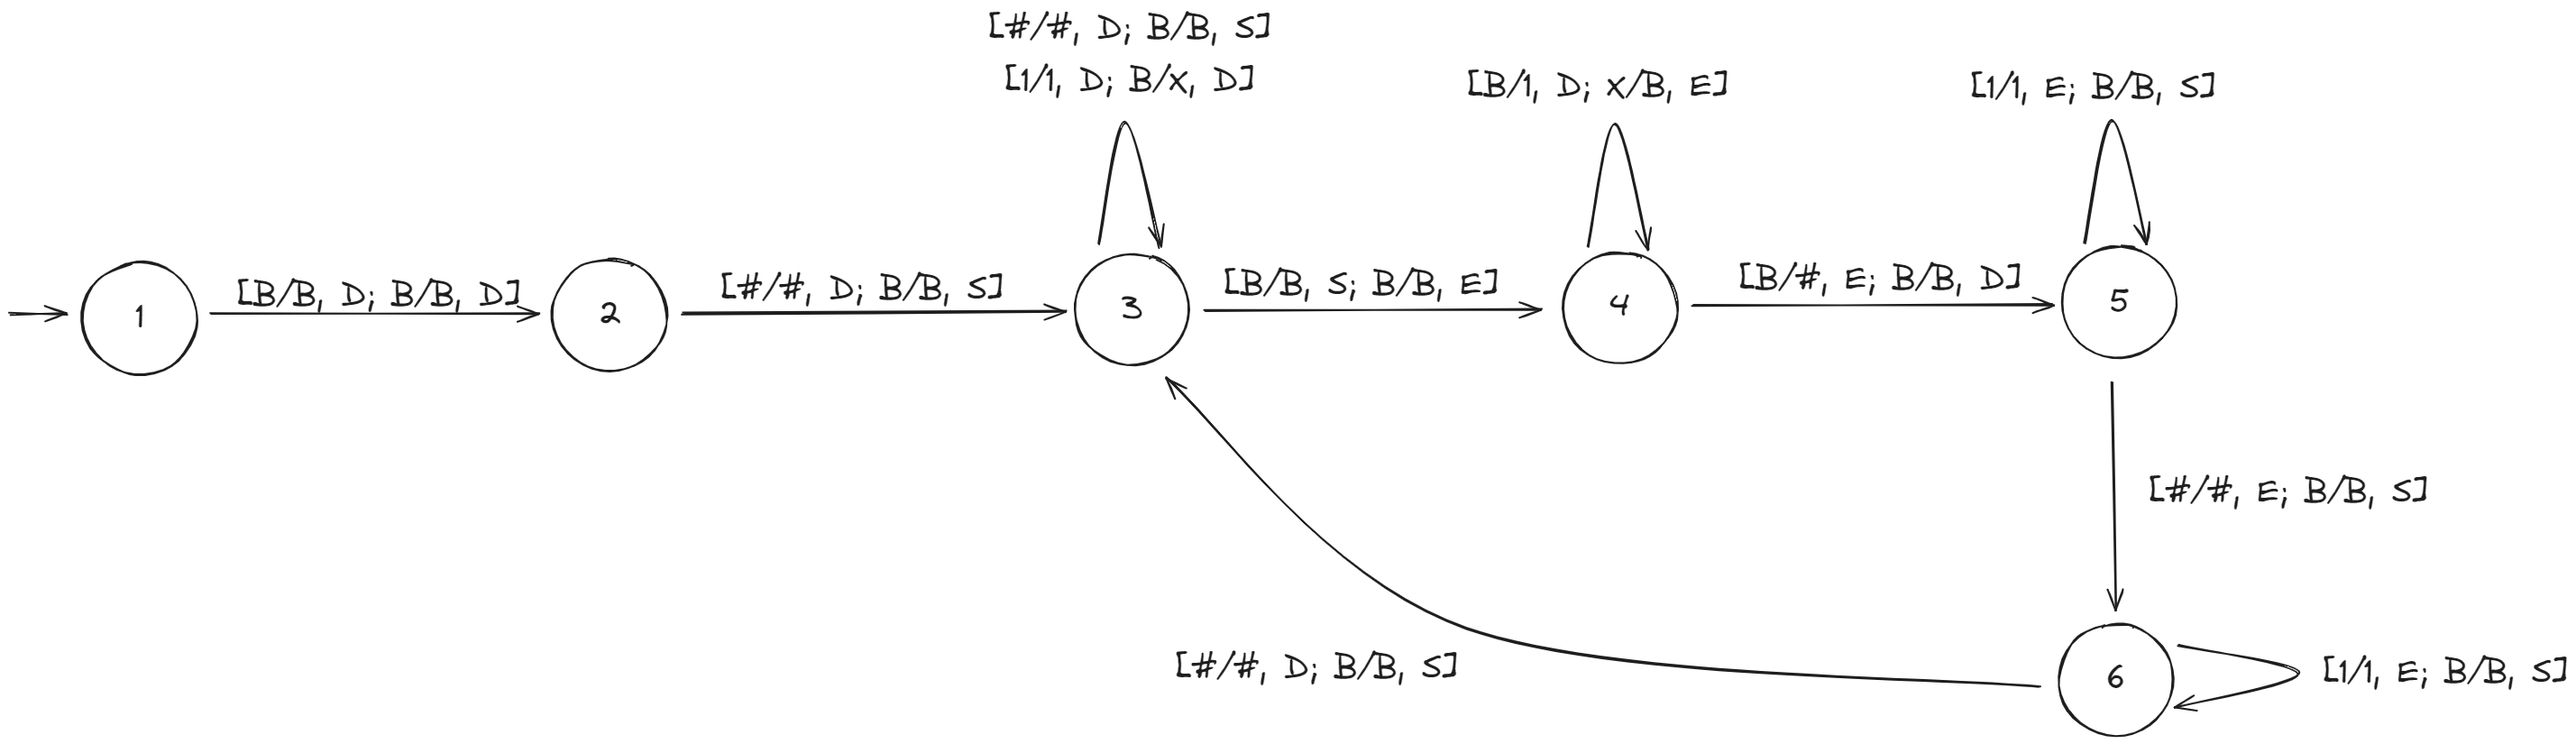 [#/#, D; B/B, S]
[1/1, D; B/X, D]
[B/1, D; X/B, E]
[1/1, E; B/B, S]
1
[B/B, D; B/B, D]
2
[#/#, D; B/B, S]
3
[B/B, S; B/B, E]
4
[B/#, E; B/B, D]
5
[#/#, E; B/B, S]
[#/#, D; B/B, S]
6
[1/1, E; B/B, S]